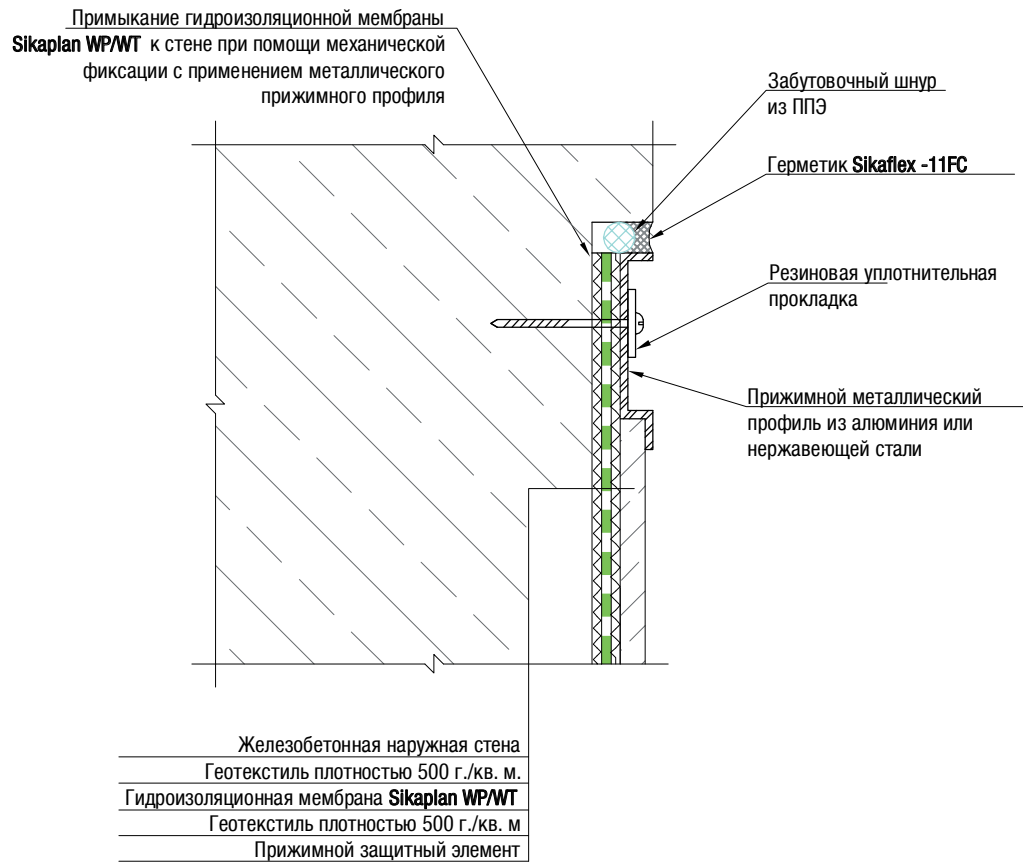 Примыкание гидроизоляционной мембраны
Sikaplan WP/WT к стене при помощи механической
фиксации с применением металлического
прижимного профиля
Забутовочный шнур
из ППЭ
Герметик Sikaflex -11FC
Резиновая уплотнительная
прокладка
Прижимной металлический
профиль из алюминия или
нержавеющей стали
Железобетонная наружная стена
Геотекстиль плотностью 500 г./кв. м.
Гидроизоляционная мембрана Sikaplan WP/WT
Геотекстиль плотностью 500 г./кв. м
Прижимной защитный элемент